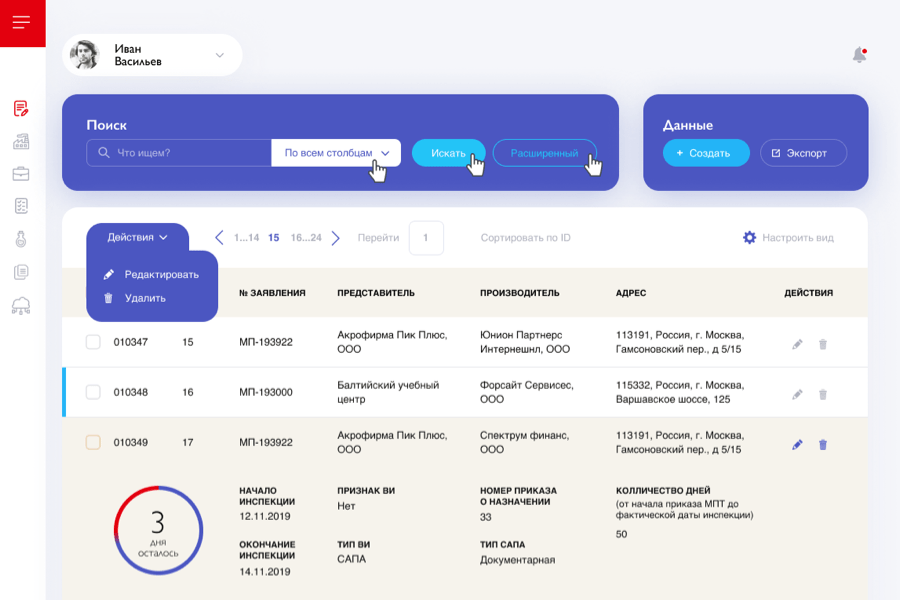 Иван
Васильев
Поиск
Что ищем?
По всем столбцам
Искать
Расширенный
Данные
+ Создать
Экспорт
Действия
1...14 15 16...24
Перейти
1
Сортировать по ID
Настроить вид
Редактировать
Удалить
№ ЗАЯВЛЕНИЯ
ПРЕДСТАВИТЕЛЬ
ПРОИЗВОДИТЕЛЬ
АДРЕС
ДЕЙСТВИЯ
010347
15
МП-193922
Акрофирма Пик Плюс,
ООО
Юнион Партнерс
Интернешнл, ООО
113191, Россия, г. Москва,
Гамсоновский пер., д 5/15
010348
16
МП-193000
Балтийский учебный
центр
Форсайт Сервисес,
ООО
115332, Россия, г. Москва,
Варшавское шоссе, 125
010349
17
МП-193922
Акрофирма Пик Плюс,
ООО
Спектрум финанс,
ООО
113191, Россия, г. Москва,
Гамсоновский пер., д 5/15
3
дня
осталось
НАЧАЛО
ИНСПЕКЦИИ
12.11.2019
ОКОНЧАНИЕ
ИНСПЕКЦИИ
14.11.2019
ПРИЗНАК ВИ
Нет
ТИП ВИ
САПА
НОМЕР ПРИКАЗА
О НАЗНАЧЕНИИ
33
ТИП САПА
Документарная
КОЛЛИЧЕСТВО ДНЕЙ
(от начала приказа МПТ до
фактической даты инспекции)
50